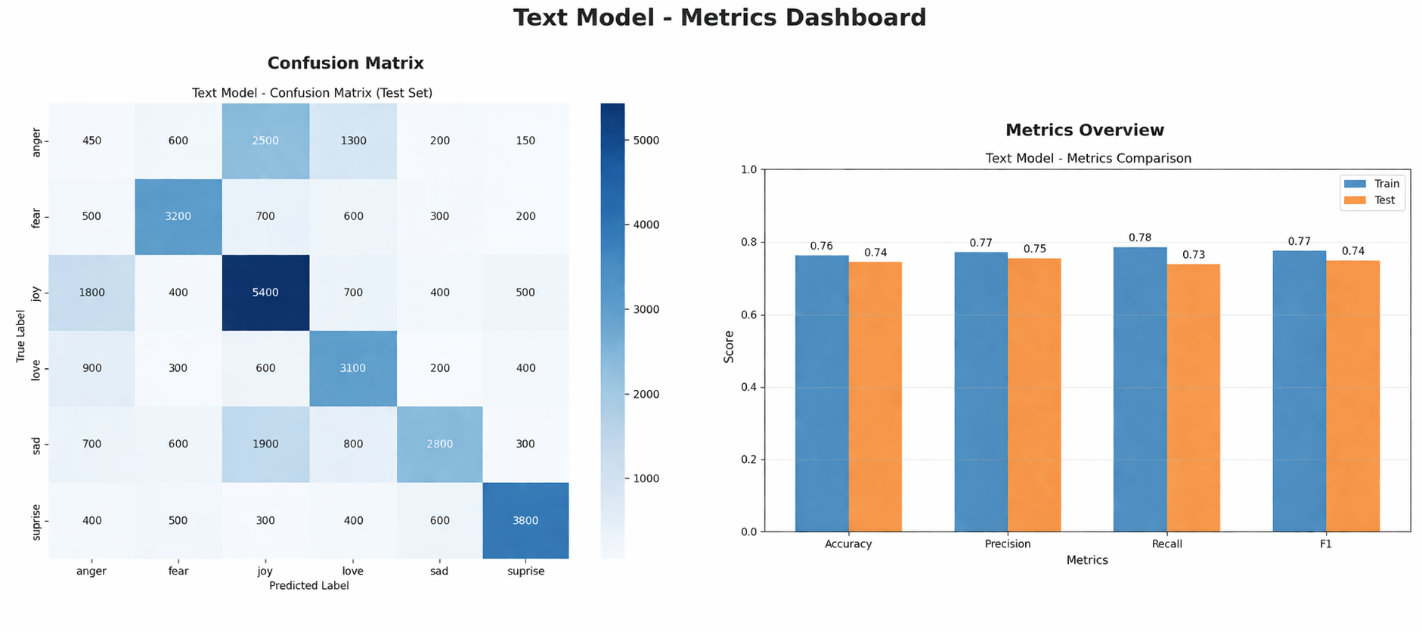 Text Model - Metrics Dashboard
Confusion Matrix
Text Model - Confusion Matrix (Test Set)
True Label
anger 450 600 2500 1300 200 150
fear 500 3200 700 600 300 200
joy 1800 400 5400 700 400 500
love 900 300 600 3100 200 400
sad 700 600 1900 800 2800 300
suprise 400 500 300 400 600 3800
anger fear joy love sad suprise
Predicted Label
5000
4000
3000
2000
1000
Metrics Overview
Text Model - Metrics Comparison
Train
Test
Score
1.0
0.8
0.6
0.4
0.2
0.0
0.76 0.74 0.77 0.75 0.78 0.73 0.77 0.74
Accuracy Precision Recall F1
Metrics